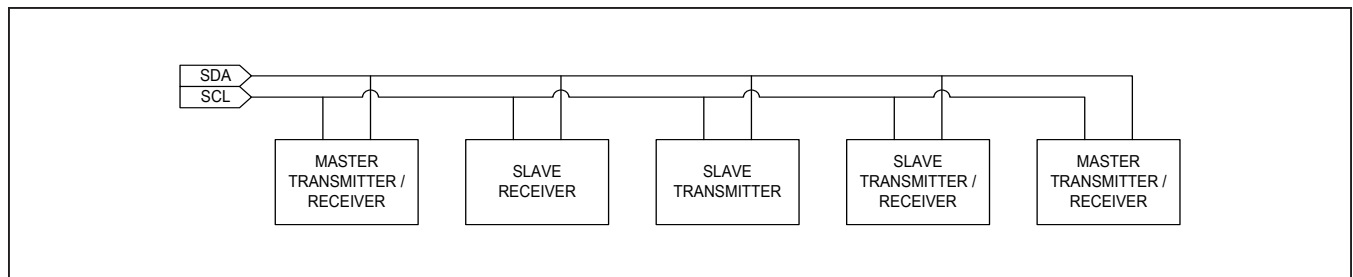 SDA
SCL
MASTER
TRANSMITTER /
RECEIVER
SLAVE
RECEIVER
SLAVE
TRANSMITTER
SLAVE
TRANSMITTER /
RECEIVER
MASTER
TRANSMITTER /
RECEIVER